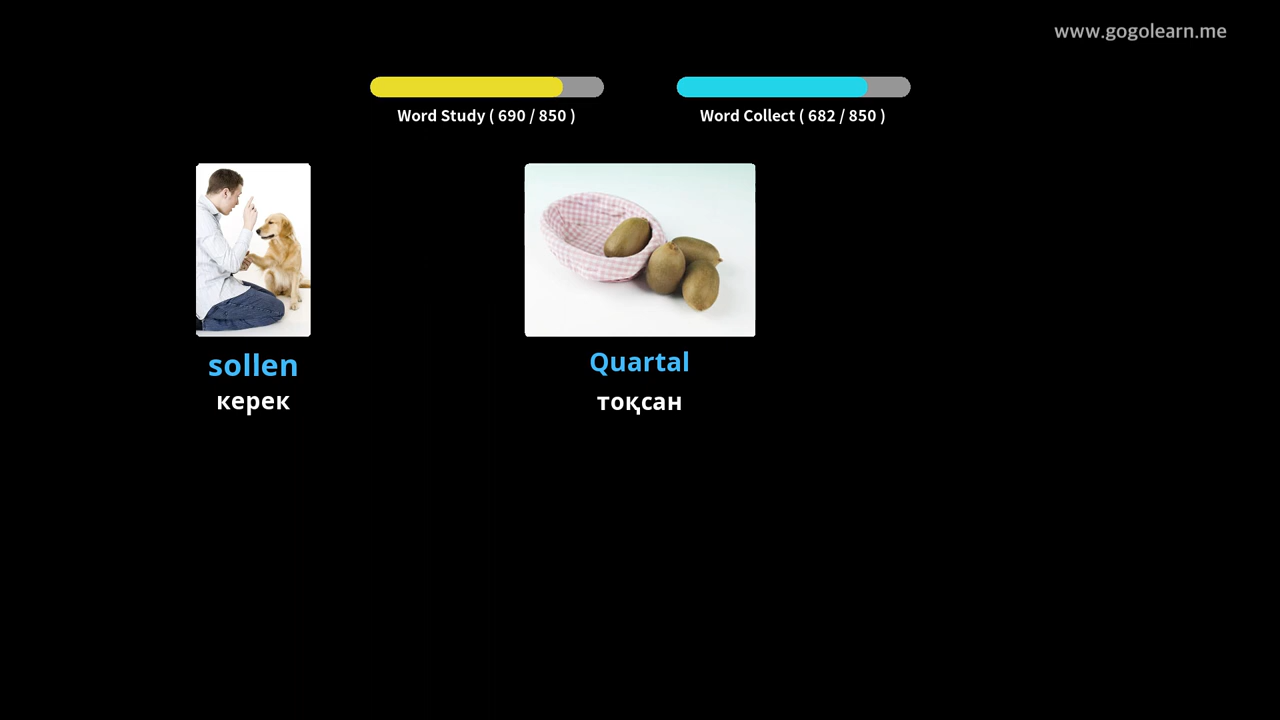 www.gogolearn.me
Word Study ( 690 / 850 )
Word Collect ( 682 / 850 )
sollen
керек
Quartal
тоқсан